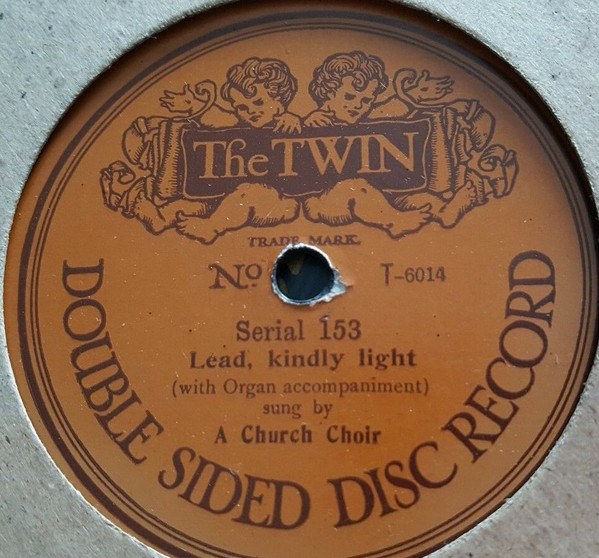 The TWIN
TRADE MARK.
No T-6014
Serial 153
Lead, kindly light
(with Organ accompaniment)
sung by
A Church Choir
DOUBLE SIDED DISC RECORD